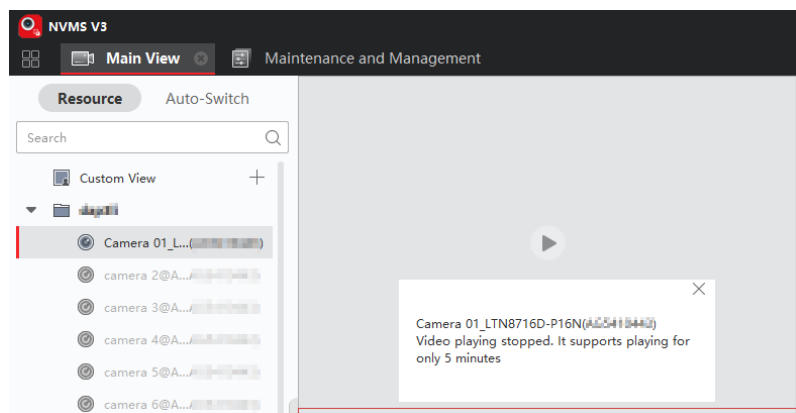 NVMS V3
Main View
Maintenance and Management
Resource
Auto-Switch
Search
Custom View
Camera 01_L...(
camera 2@A...
camera 3@A...
camera 4@A...
camera 5@A...
camera 6@A...
Camera 01_LTN8716D-P16N(
Video playing stopped. It supports playing for
only 5 minutes